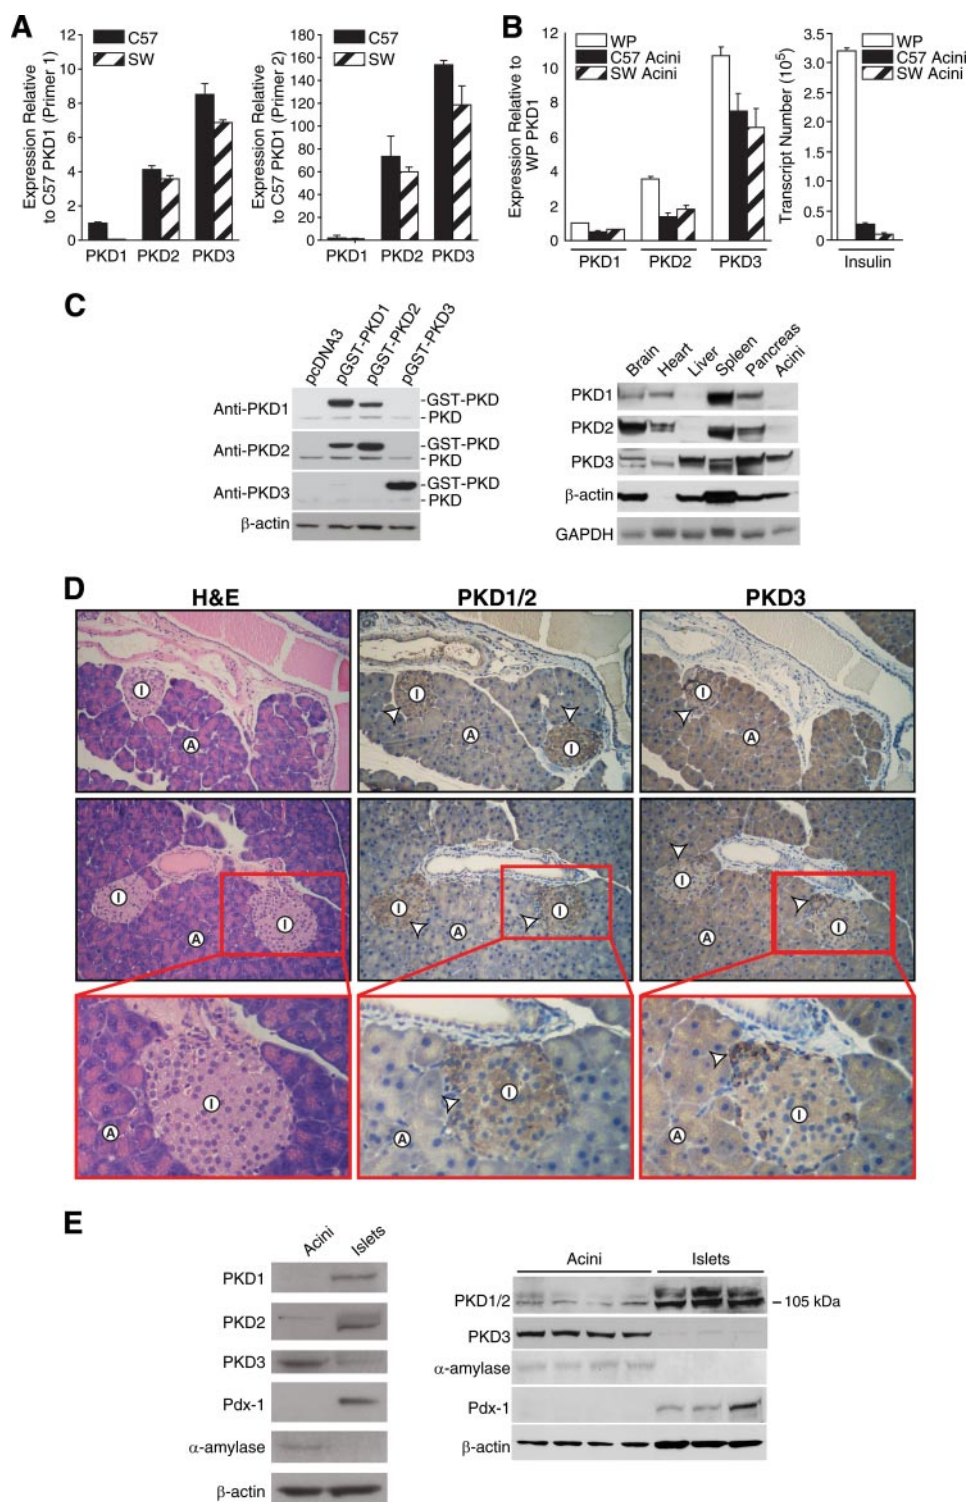 A
C57
SW
Expression Relative
to C57 PKD1 (Primer 1)
12
10
8
6
4
2
0
PKD1 PKD2 PKD3
C57
SW
Expression Relative
to C57 PKD1 (Primer 2)
180
160
140
120
100
80
60
40
20
0
PKD1 PKD2 PKD3
B
WP
C57 Acini
SW Acini
Expression Relative to
WP PKD1
12
10
8
6
4
2
0
PKD1 PKD2 PKD3
Transcript Number (10⁵)
3.5
3.0
2.5
2.0
1.5
1.0
0.5
0
Insulin
C
pcDNA3
pGST-PKD1
pGST-PKD2
pGST-PKD3
Anti-PKD1
-GST-PKD
-PKD
Anti-PKD2
-GST-PKD
-PKD
Anti-PKD3
-GST-PKD
-PKD
β-actin
Brain
Heart
Liver
Spleen
Pancreas
Acini
PKD1
PKD2
PKD3
β-actin
GAPDH
D
H&E PKD1/2 PKD3
I
A
I
A
I
I
A
I
I
A
I
I
A
I
I
A
I
A
I
A
I
A
E
Acini
Islets
PKD1
PKD2
PKD3
Pdx-1
α-amylase
β-actin
Acini Islets
PKD1/2
– 105 kDa
PKD3
α-amylase
Pdx-1
β-actin